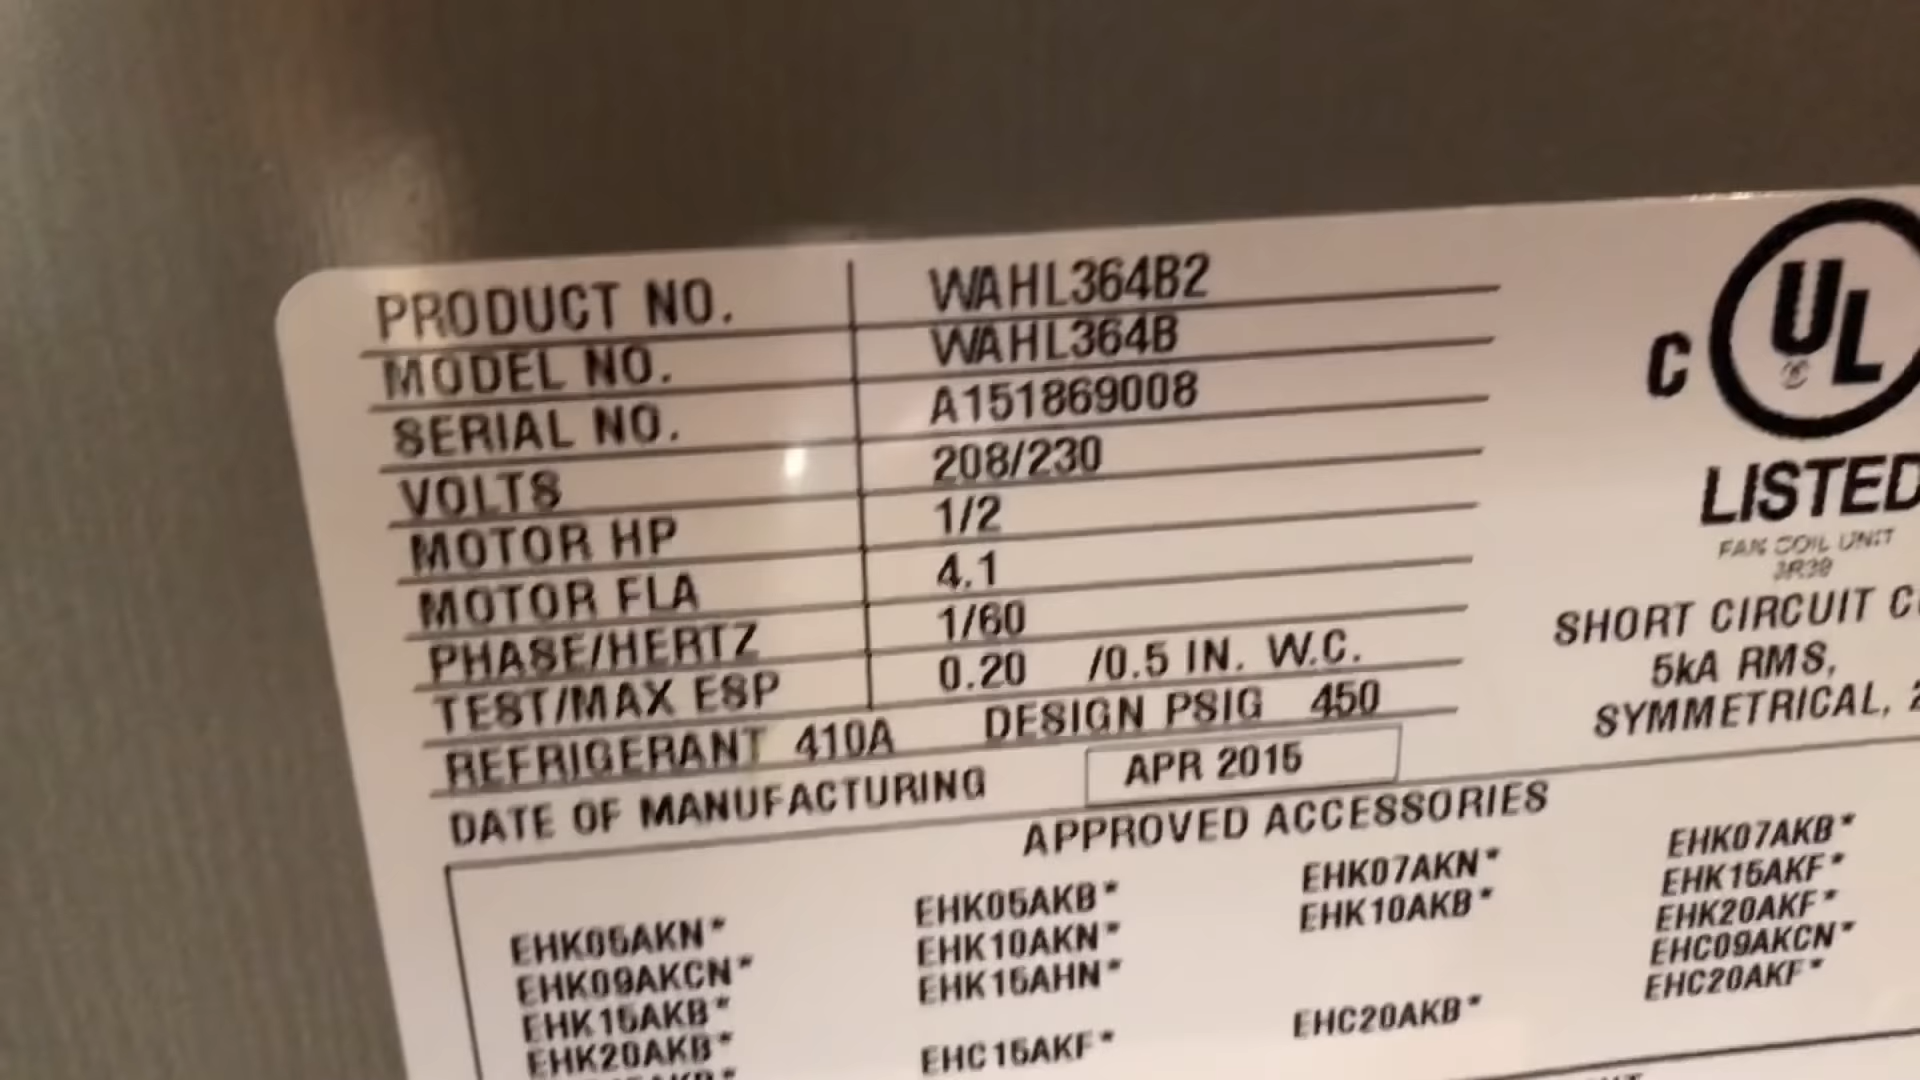 PRODUCT NO. WAHL364B2
MODEL NO. WAHL364B
SERIAL NO. A151869008
VOLTS 208/230
MOTOR HP 1/2
MOTOR FLA 4.1
PHASE/HERTZ 1/60
TEST/MAX ESP 0.20 /0.5 IN. W.C.
REFRIGERANT 410A DESIGN PSIG 450
DATE OF MANUFACTURING APR 2015
C UL
LISTED
FAN COIL UNIT
SHORT CIRCUIT
5kA RMS,
SYMMETRICAL,
APPROVED ACCESSORIES
EHK05AKN* EHK05AKB* EHK07AKN* EHK07AKB*
EHK09AKCN* EHK10AKN* EHK10AKB* EHK15AKF*
EHK15AKB* EHK15AHN* EHK20AKF*
EHK20AKB* EHC09AKCN*
EHC15AKF* EHC20AKB* EHC20AKF*